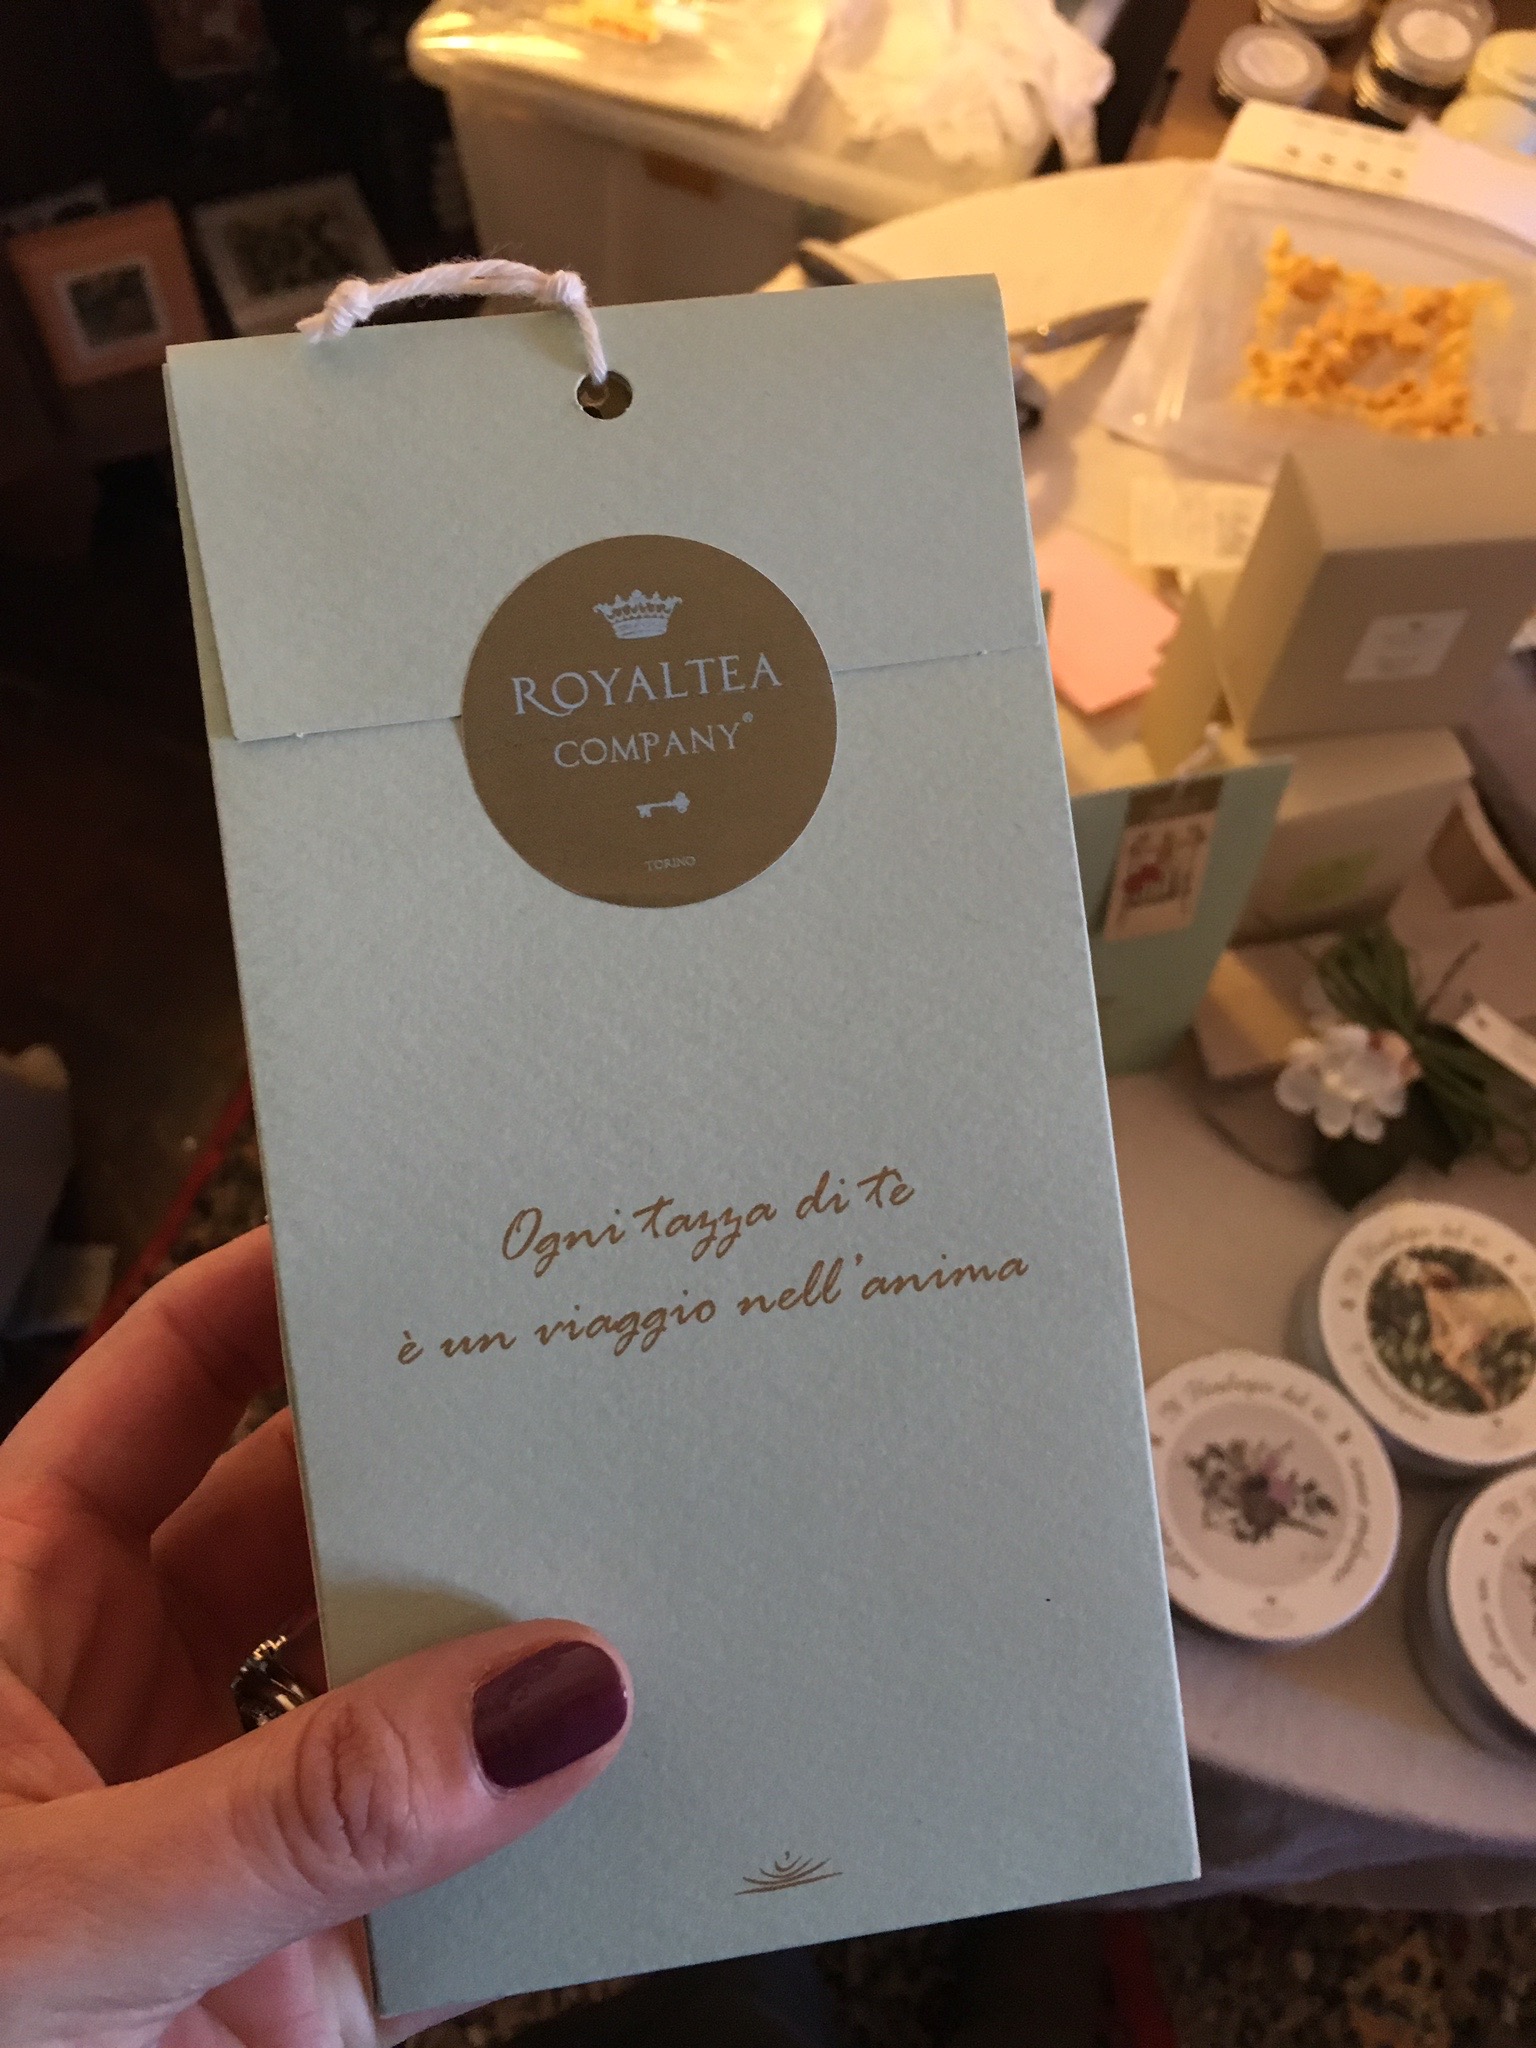 ROYALTEA
COMPANY®
TORINO
Ogni tazza di tè
è un viaggio nell'anima